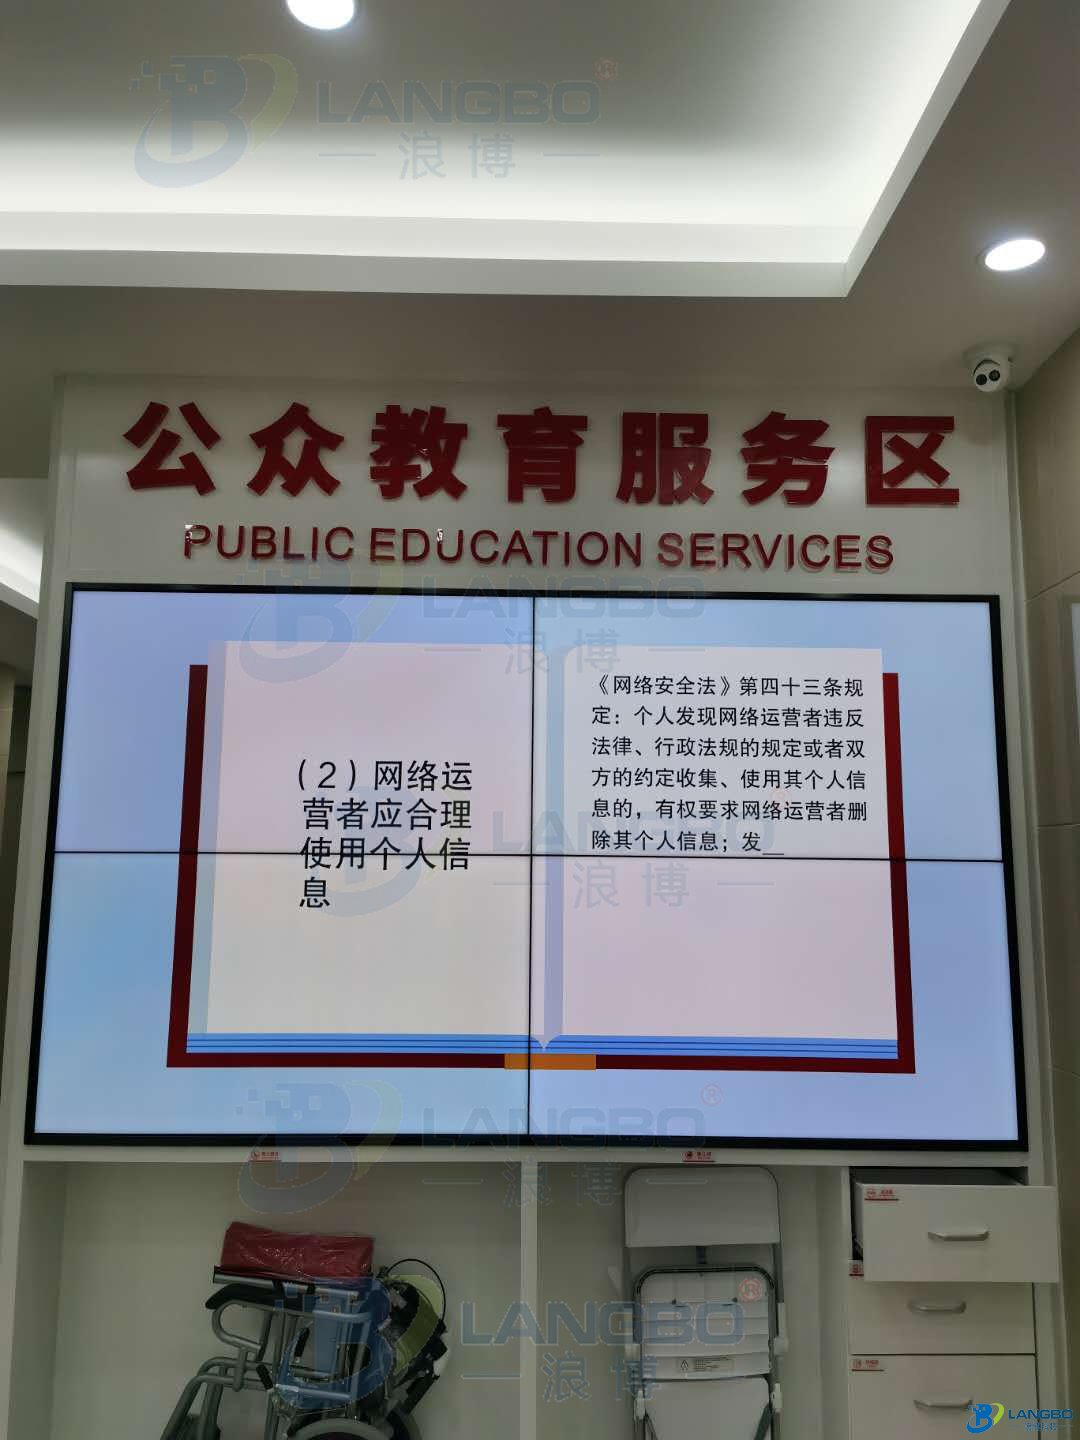 LANGBO
浪博
公众教育服务区
PUBLIC EDUCATION SERVICES
LANGBO
浪博
(2)网络运
营者应合理
使用个人信
息
《网络安全法》第四十三条规
定：个人发现网络运营者违反
法律、行政法规的规定或者双
方的约定收集、使用其个人信
息的，有权要求网络运营者删
除其个人信息；发__
LANGBO
浪博
LANGBO
浪博
LANGBO
浪博
LANGBO